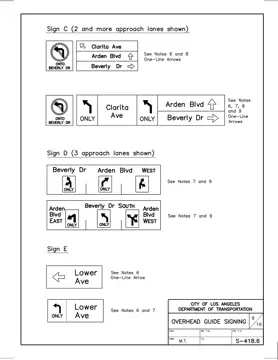 Sign C (2 and more approach lanes shown)
Clarita Ave
Arden Blvd
Beverly Dr
ONTO
BEVERLY DR
See Notes 6 and 8
One-Line
Arrows
ONTO
BEVERLY DR
ONLY
Clarita
Ave
ONLY
Arden Blvd
Beverly Dr
See Notes
6, 7, 8
and 9
One-Line
Arrows
Sign D (3 approach lanes shown)
Beverly Dr Arden Blvd WEST
ONLY
See Notes 7 and 9
Arden
Blvd
EAST
Beverly Dr SOUTH
Arden
Blvd
WEST
ONLY
ONLY
See Notes 7 and 9
Sign E
Lower
Ave
See Notes 6
One-Line Arrow
ONLY
Lower
Ave
See Notes 6 and 7
CITY OF LOS ANGELES
DEPARTMENT OF TRANSPORTATION
OVERHEAD GUIDE SIGNING
16
M.T.
S-418.6